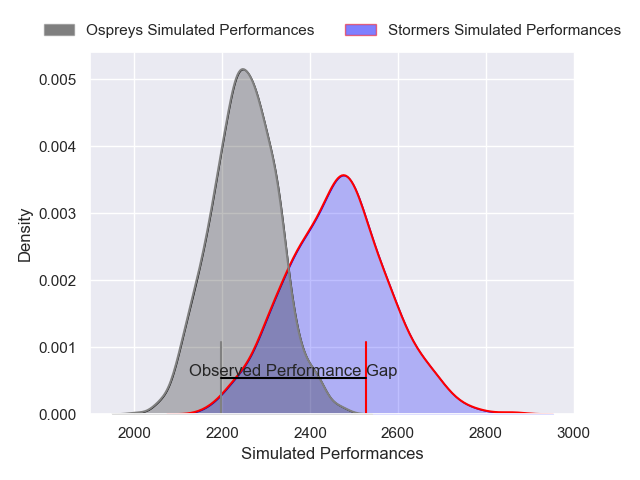 Ospreys Simulated Performances Stormers Simulated Performances
0.005
0.004
0.003
0.002
0.001
0.000
Density
Observed Performance Gap
2000 2200 2400 2600 2800 3000
Simulated Performances